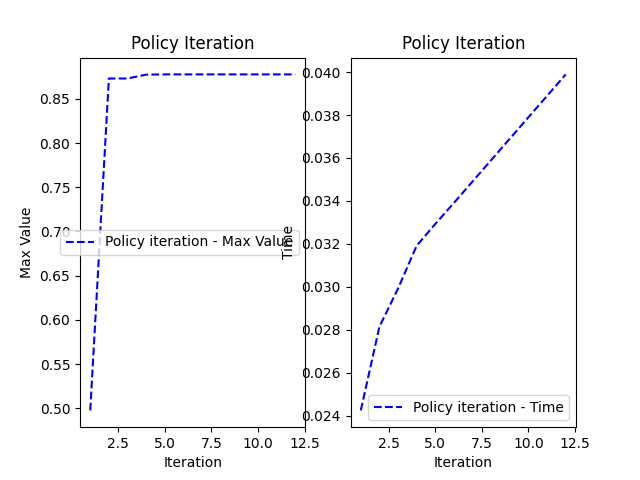 Policy Iteration
Max Value
0.85
0.80
0.75
0.70
0.65
0.60
0.55
0.50
Policy iteration - Max Value
2.5 5.0 7.5 10.0 12.5
Iteration
Policy Iteration
Time
0.040
0.038
0.036
0.034
0.032
0.030
0.028
0.026
0.024
Policy iteration - Time
2.5 5.0 7.5 10.0 12.5
Iteration